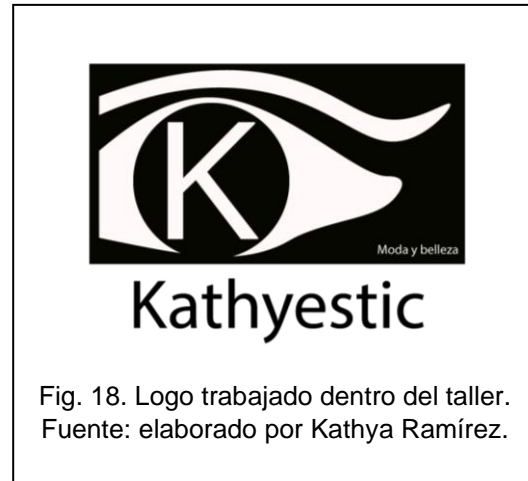 K
Moda y belleza
Kathyestic
Fig. 18. Logo trabajado dentro del taller.
Fuente: elaborado por Kathya Ramírez.